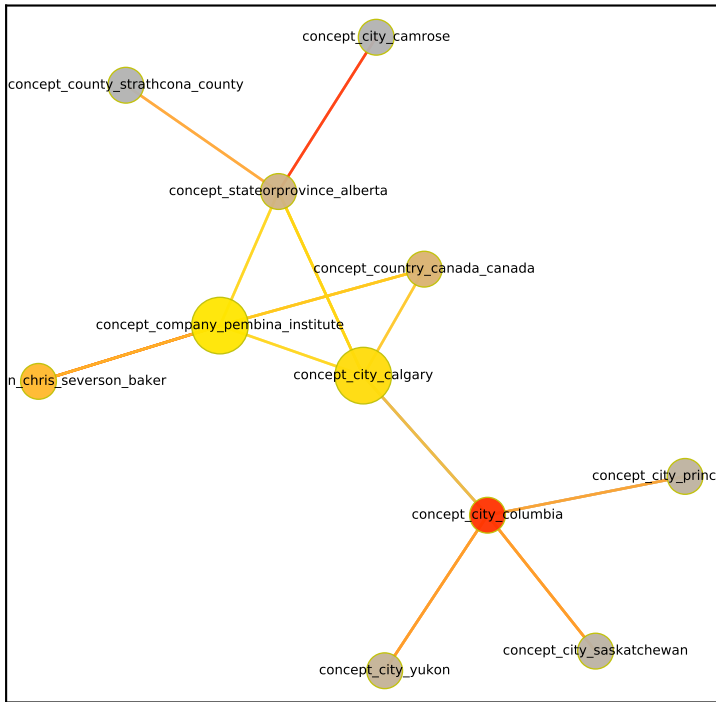 concept_city_camrose
concept_county_strathcona_county
concept_stateorprovince_alberta
concept_country_canada_canada
concept_company_pembina_institute
concept_city_calgary
n_chris_severson_baker
concept_city_princ
concept_city_columbia
concept_city_saskatchewan
concept_city_yukon